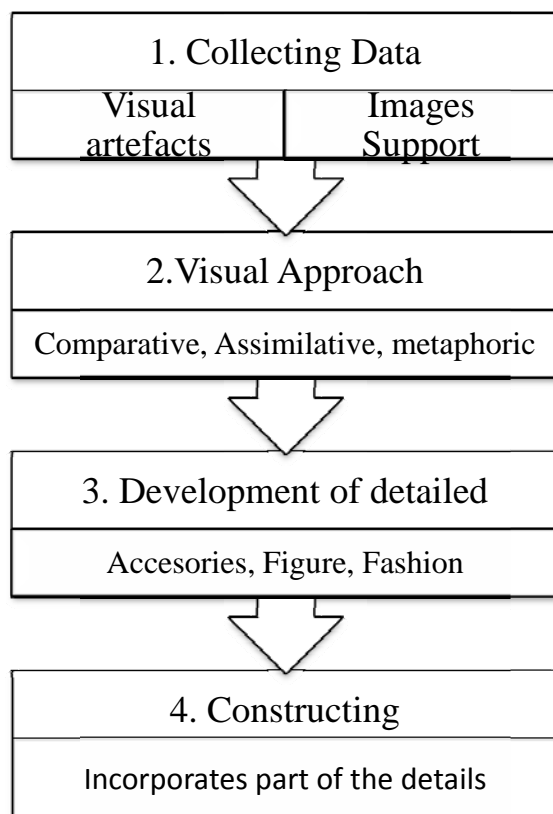 1. Collecting Data
Visual artefacts
Images Support
2.Visual Approach
Comparative, Assimilative, metaphoric
3. Development of detailed
Accesories, Figure, Fashion
4. Constructing
Incorporates part of the details